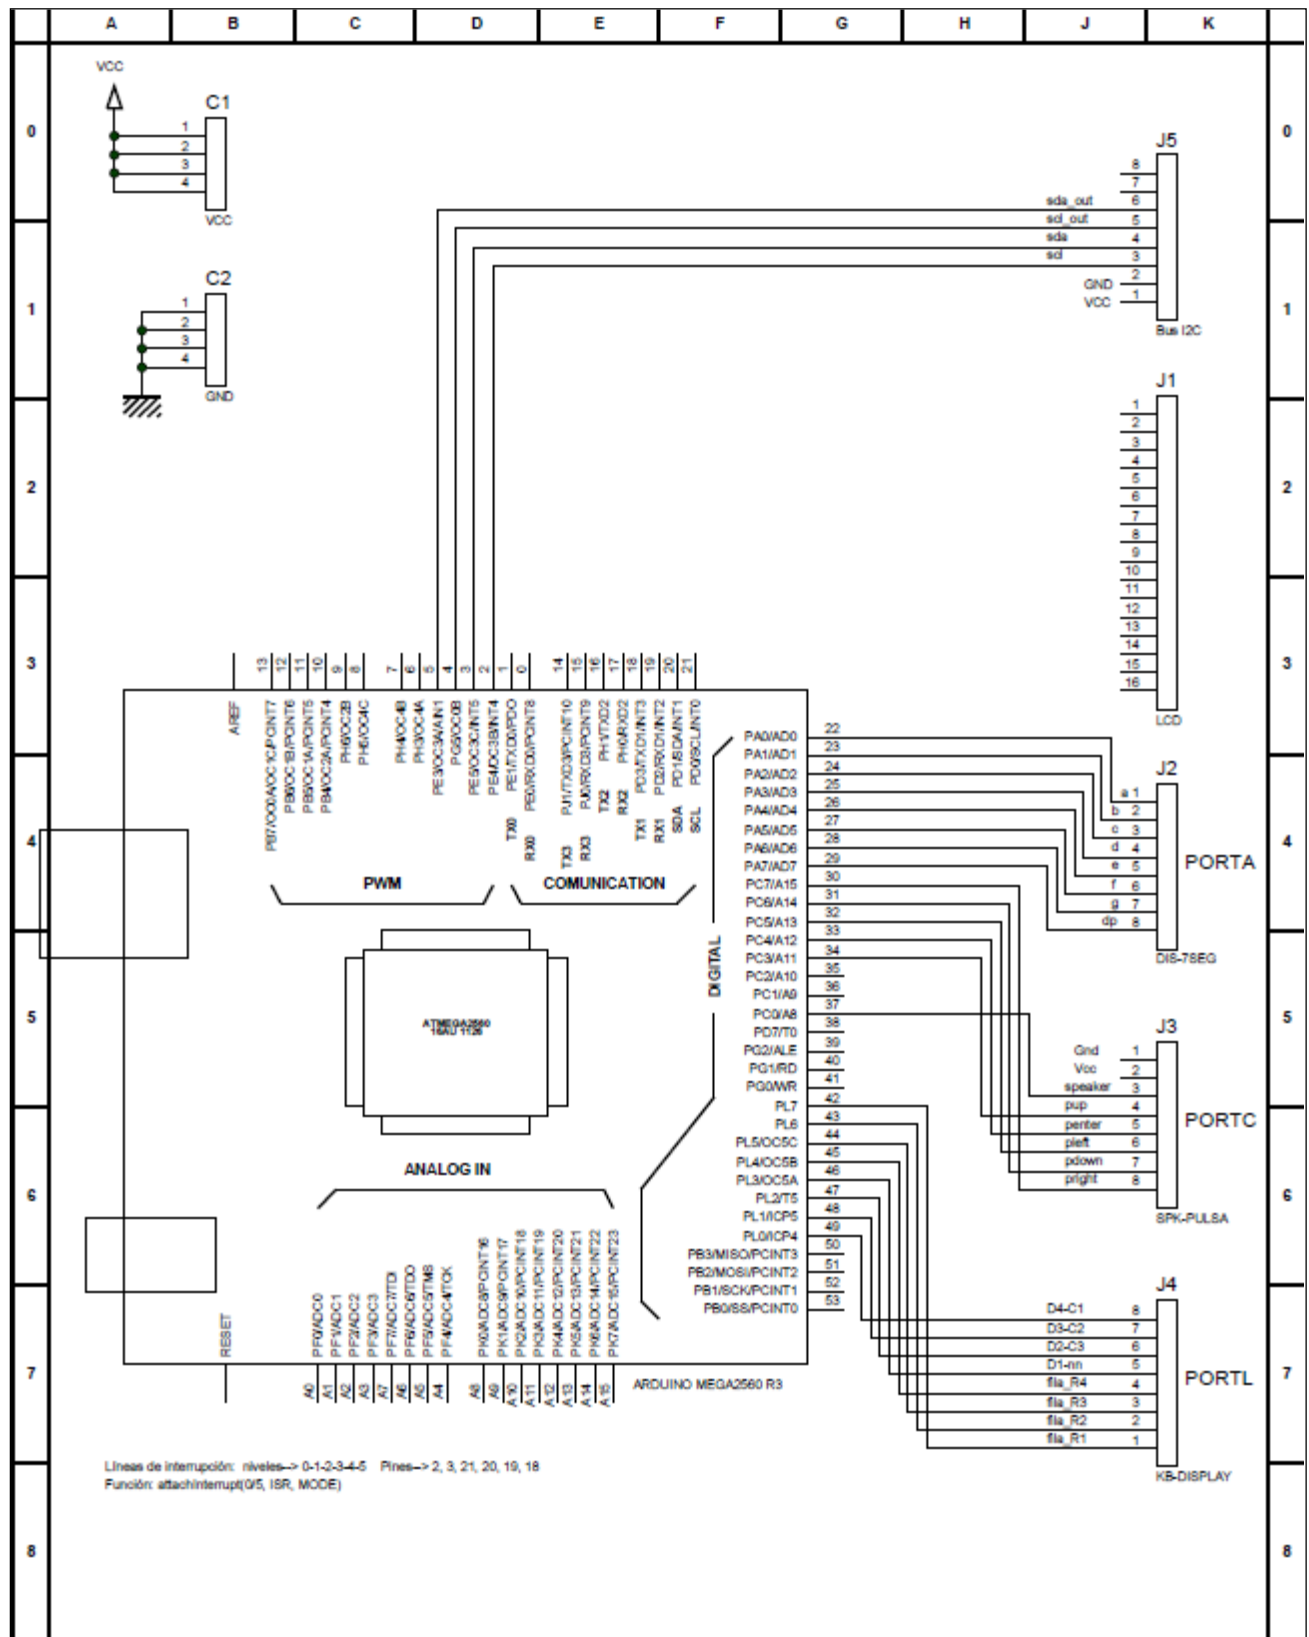 A B C D E F G H J K
VCC
C1
1
2
3
4
VCC
0
0
J5
8
7
sda_out 6
scl_out 5
sda 4
scl 3
GND 2
VCC 1
Bus I2C
C2
1
2
3
4
GND
1
1
J1
1
2
3
4
5
6
7
8
9
10
11
12
13
14
15
16
LCD
2
2
3
3
AREF
13 12 11 10 9 8 7 6 5 4 3 2 1 0 14 15 16 17 18 19 20 21
PB7/OC0A/OC1C/PCINT7
PB6/OC1B/PCINT6
PB5/OC1A/PCINT5
PB4/OC2A/PCINT4
PH6/OC2B
PH5/OC4C
PH4/OC4B
PH3/OC4A
PE3/OC3A/AIN1
PG5/OC0B
PE5/OC3C/INT5
PE4/OC3B/INT4
TX0 PE1/TXD0/PDO
RX0 PE0/RXD0/PCINT8
TX3 PJ1/TXD3/PCINT10
RX3 PJ0/RXD3/PCINT9
TX2 PH1/TXD2
RX2 PH0/RXD2
TX1 PD3/TXD1/INT3
RX1 PD2/RXD1/INT2
SDA PD1/SDA/INT1
SCL PD0/SCL/INT0
PWM
COMUNICATION
DIGITAL
PA0/AD0 22
PA1/AD1 23
PA2/AD2 24
PA3/AD3 25
PA4/AD4 26
PA5/AD5 27
PA6/AD6 28
PA7/AD7 29
PC7/A15 30
PC6/A14 31
PC5/A13 32
PC4/A12 33
PC3/A11 34
PC2/A10 35
PC1/A9 36
PC0/A8 37
PD7/T0 38
PG2/ALE 39
PG1/RD 40
PG0/WR 41
PL7 42
PL6 43
PL5/OC5C 44
PL4/OC5B 45
PL3/OC5A 46
PL2/T5 47
PL1/ICP5 48
PL0/ICP4 49
PB3/MISO/PCINT3 50
PB2/MOSI/PCINT2 51
PB1/SCK/PCINT1 52
PB0/SS/PCINT0 53
J2
a 1
b 2
c 3
d 4
e 5
f 6
g 7
dp 8
PORTA
DIS-7SEG
4
4
ATMEGA2560
16AU 1126
5
5
J3
Gnd 1
Vcc 2
speaker 3
pup 4
penter 5
pleft 6
pdown 7
pright 8
PORTC
SPK-PULSA
ANALOG IN
6
6
J4
D4-C1 8
D3-C2 7
D2-C3 6
D1-nn 5
fila_R4 4
fila_R3 3
fila_R2 2
fila_R1 1
PORTL
KB-DISPLAY
RESET
PF0/ADC0
PF1/ADC1
PF2/ADC2
PF3/ADC3
PF7/ADC7/TDI
PF6/ADC6/TDO
PF5/ADC5/TMS
PF4/ADC4/TCK
PK0/ADC8/PCINT16
PK1/ADC9/PCINT17
PK2/ADC10/PCINT18
PK3/ADC11/PCINT19
PK4/ADC12/PCINT20
PK5/ADC13/PCINT21
PK6/ADC14/PCINT22
PK7/ADC15/PCINT23
A0 A1 A2 A3 A7 A6 A5 A4 A8 A9 A10 A11 A12 A13 A14 A15
ARDUINO MEGA2560 R3
7
7
Líneas de interrupción: niveles--> 0-1-2-3-4-5 Pines--> 2, 3, 21, 20, 19, 18
Función: attachInterrupt(0/5, ISR, MODE)
8
8